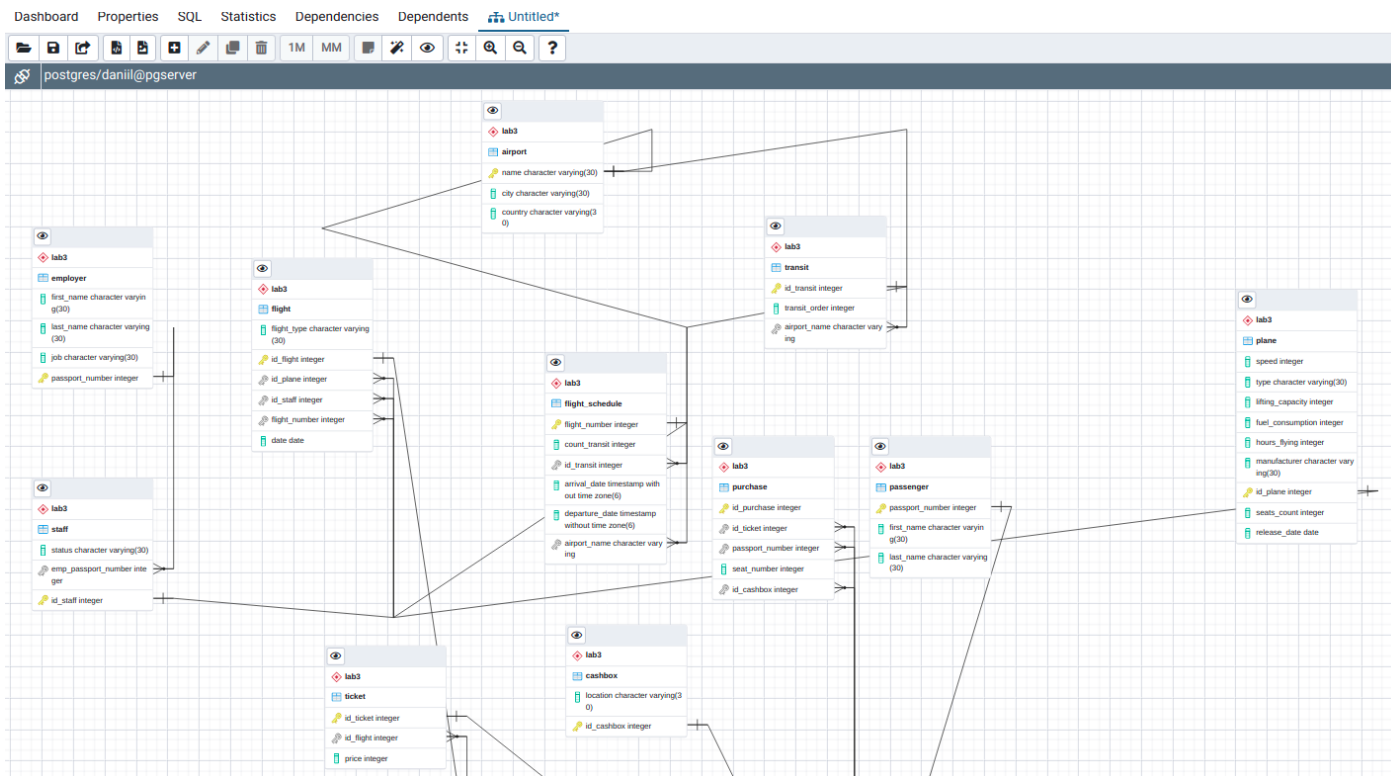 Dashboard Properties SQL Statistics Dependencies Dependents Untitled*
1M MM ?
postgres/daniil@pgserver
lab3
airport
name character varying(30)
city character varying(30)
country character varying(3
0)
lab3
transit
id_transit integer
transit_order integer
airport_name character vary
ing
lab3
employer
first_name character varyin
g(30)
last_name character varying
(30)
job character varying(30)
passport_number integer
lab3
flight
flight_type character varying
(30)
id_flight integer
id_plane integer
id_staff integer
flight_number integer
date date
lab3
plane
speed integer
type character varying(30)
lifting_capacity integer
fuel_consumption integer
hours_flying integer
manufacturer character vary
ing(30)
id_plane integer
seats_count integer
release_date date
lab3
flight_schedule
flight_number integer
count_transit integer
id_transit integer
arrival_date timestamp with
out time zone(6)
departure_date timestamp
without time zone(6)
airport_name character vary
ing
lab3
purchase
id_purchase integer
id_ticket integer
passport_number integer
seat_number integer
id_cashbox integer
lab3
passenger
passport_number integer
first_name character varyin
g(30)
last_name character varying
(30)
lab3
staff
status character varying(30)
emp_passport_number inte
ger
id_staff integer
lab3
ticket
id_ticket integer
id_flight integer
price integer
lab3
cashbox
location character varying(3
0)
id_cashbox integer